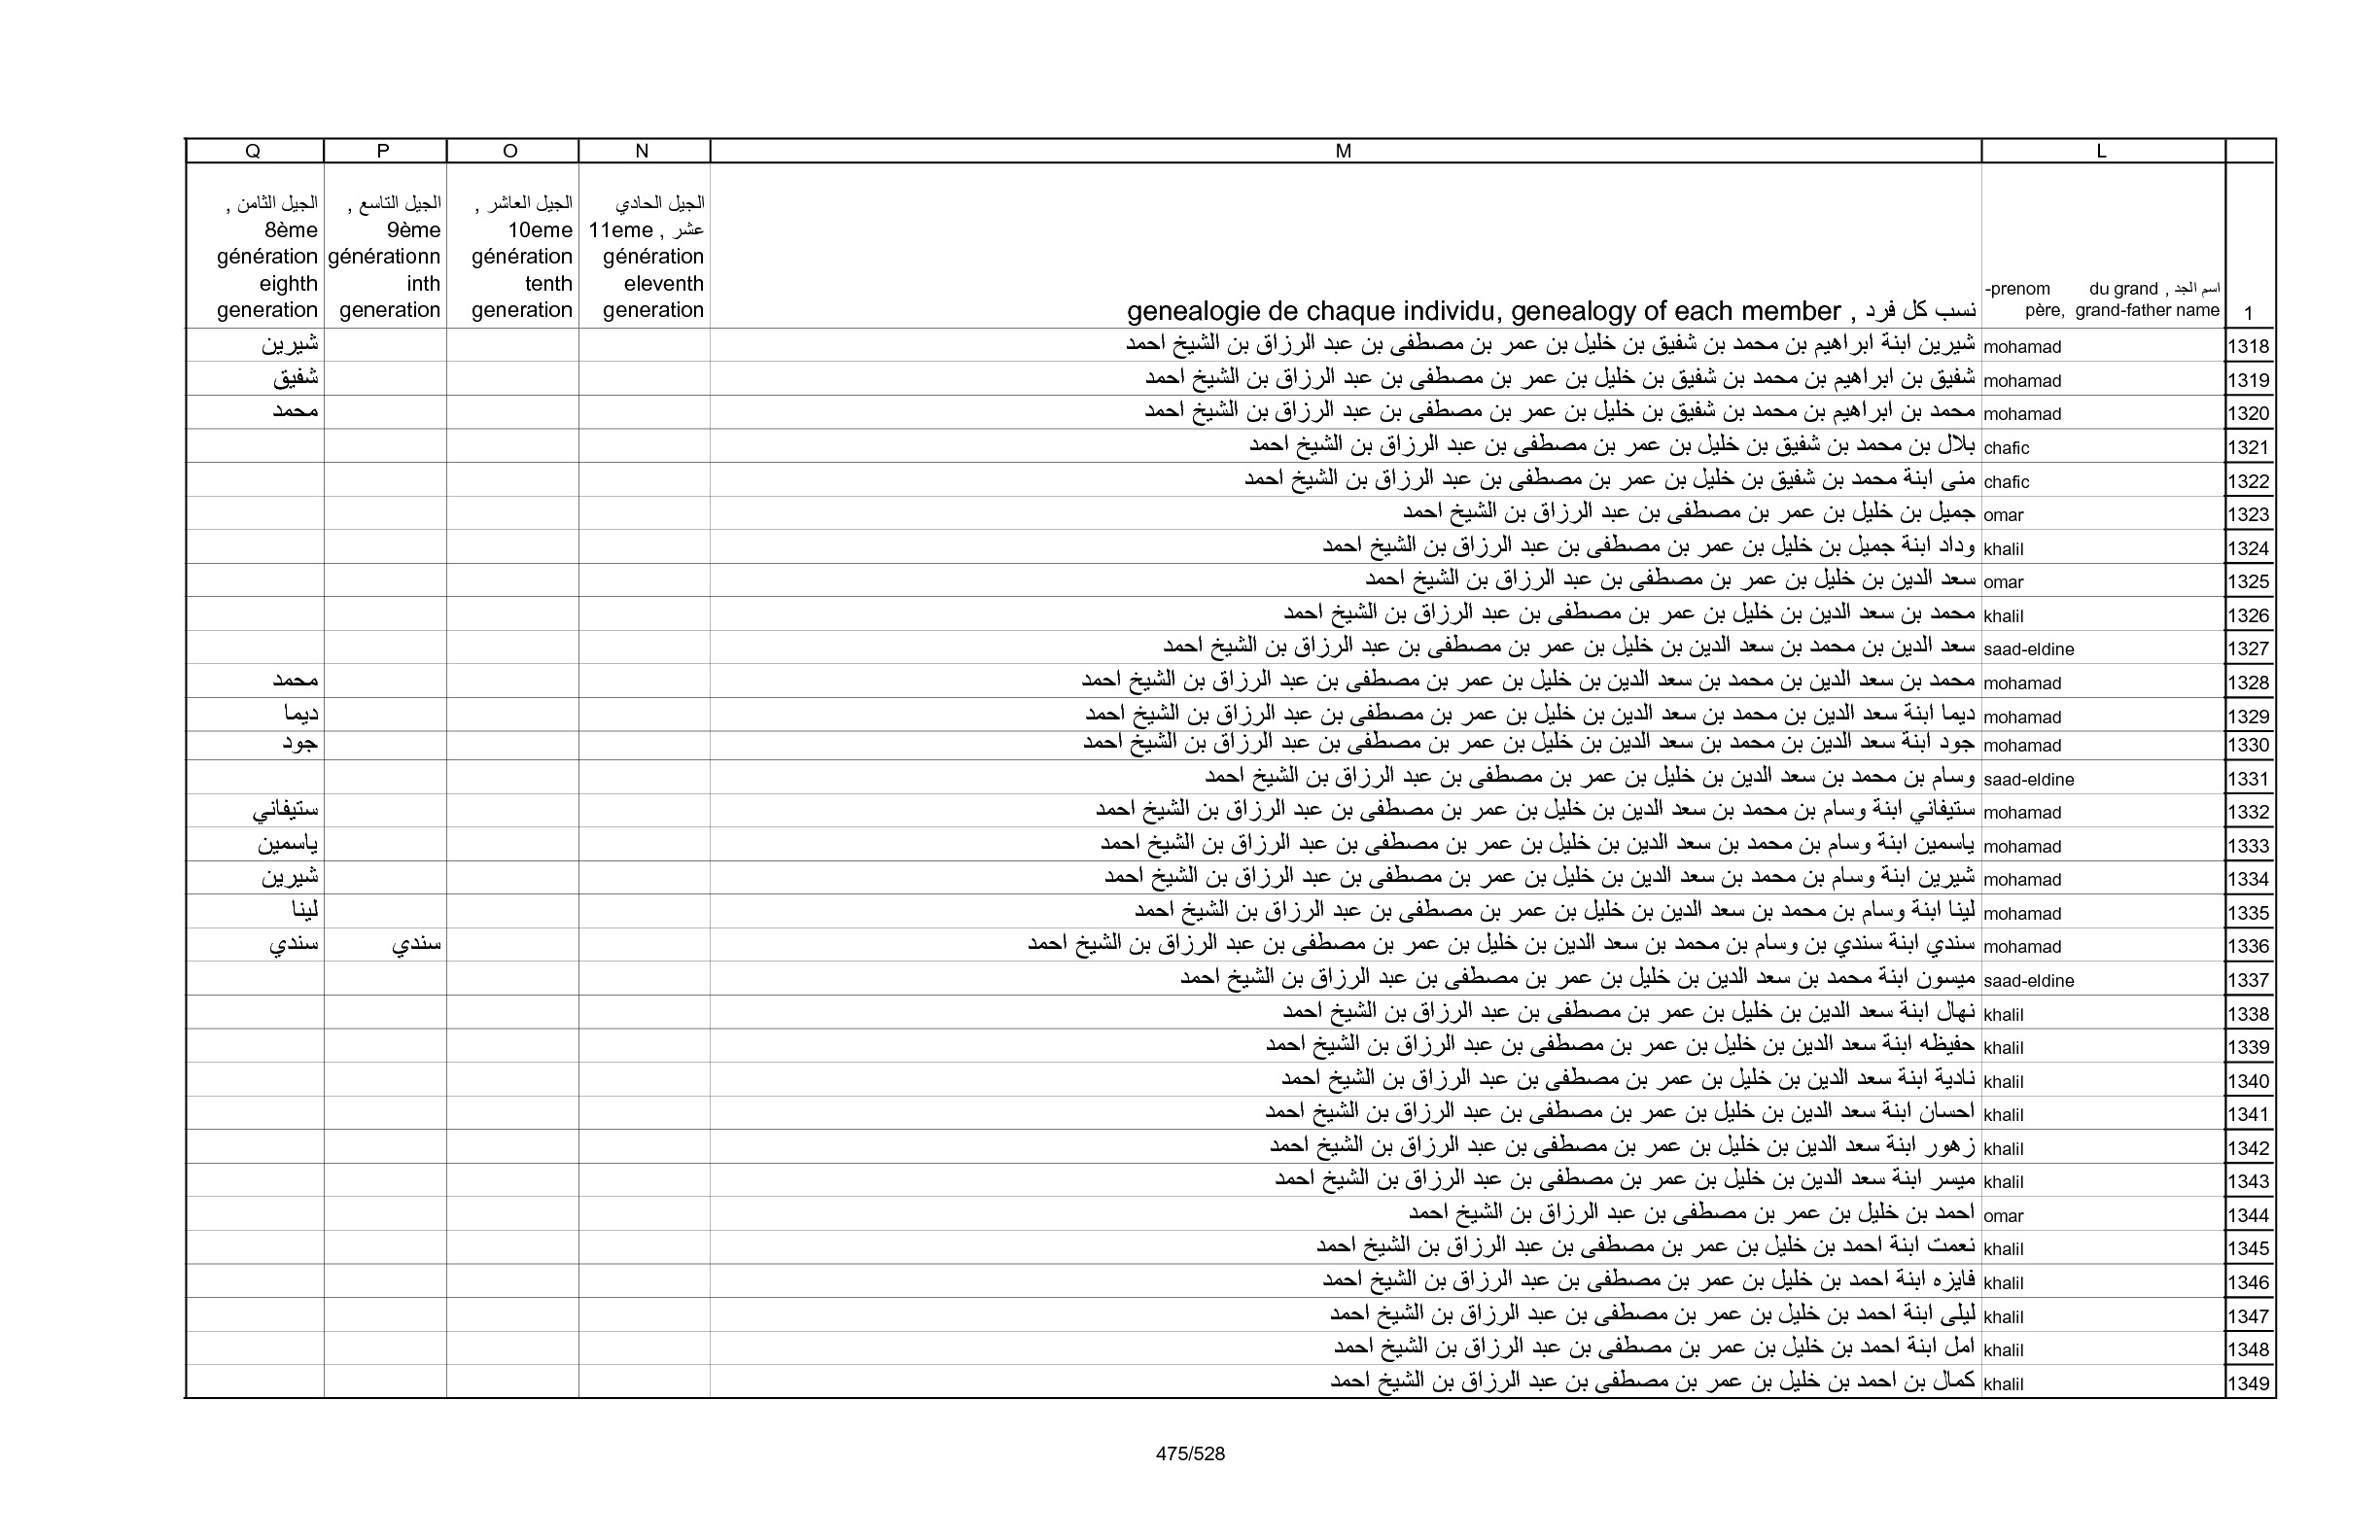 L M N O P Q
1 اسم الجد , prenom- du grand père, grand-father name نسب كل فرد , genealogie de chaque individu, genealogy of each member الجيل الحادي عشر , 11eme génération eleventh generation الجيل العاشر , 10eme génération tenth generation الجيل التاسع , 9ème générationn inth generation الجيل الثامن , 8ème génération eighth generation
1318 mohamad شيرين ابنة ابراهيم بن محمد بن شفيق بن خليل بن عمر بن مصطفى بن عبد الرزاق بن الشيخ احمد شيرين
1319 mohamad شفيق بن ابراهيم بن محمد بن شفيق بن خليل بن عمر بن مصطفى بن عبد الرزاق بن الشيخ احمد شفيق
1320 mohamad محمد بن ابراهيم بن محمد بن شفيق بن خليل بن عمر بن مصطفى بن عبد الرزاق بن الشيخ احمد محمد
1321 chafic بلال بن محمد بن شفيق بن خليل بن عمر بن مصطفى بن عبد الرزاق بن الشيخ احمد
1322 chafic منى ابنة محمد بن شفيق بن خليل بن عمر بن مصطفى بن عبد الرزاق بن الشيخ احمد
1323 omar جميل بن خليل بن عمر بن مصطفى بن عبد الرزاق بن الشيخ احمد
1324 khalil وداد ابنة جميل بن خليل بن عمر بن مصطفى بن عبد الرزاق بن الشيخ احمد
1325 omar سعد الدين بن خليل بن عمر بن مصطفى بن عبد الرزاق بن الشيخ احمد
1326 khalil محمد بن سعد الدين بن خليل بن عمر بن مصطفى بن عبد الرزاق بن الشيخ احمد
1327 saad-eldine سعد الدين بن محمد بن سعد الدين بن خليل بن عمر بن مصطفى بن عبد الرزاق بن الشيخ احمد
1328 mohamad محمد بن سعد الدين بن محمد بن سعد الدين بن خليل بن عمر بن مصطفى بن عبد الرزاق بن الشيخ احمد محمد
1329 mohamad ديما ابنة سعد الدين بن محمد بن سعد الدين بن خليل بن عمر بن مصطفى بن عبد الرزاق بن الشيخ احمد ديما
1330 mohamad جود ابنة سعد الدين بن محمد بن سعد الدين بن خليل بن عمر بن مصطفى بن عبد الرزاق بن الشيخ احمد جود
1331 saad-eldine وسام بن محمد بن سعد الدين بن خليل بن عمر بن مصطفى بن عبد الرزاق بن الشيخ احمد
1332 mohamad ستيفاني ابنة وسام بن محمد بن سعد الدين بن خليل بن عمر بن مصطفى بن عبد الرزاق بن الشيخ احمد ستيفاني
1333 mohamad ياسمين ابنة وسام بن محمد بن سعد الدين بن خليل بن عمر بن مصطفى بن عبد الرزاق بن الشيخ احمد ياسمين
1334 mohamad شيرين ابنة وسام بن محمد بن سعد الدين بن خليل بن عمر بن مصطفى بن عبد الرزاق بن الشيخ احمد شيرين
1335 mohamad لينا ابنة وسام بن محمد بن سعد الدين بن خليل بن عمر بن مصطفى بن عبد الرزاق بن الشيخ احمد لينا
1336 mohamad سندي ابنة سندي بن وسام بن محمد بن سعد الدين بن خليل بن عمر بن مصطفى بن عبد الرزاق بن الشيخ احمد سندي سندي
1337 saad-eldine ميسون ابنة محمد بن سعد الدين بن خليل بن عمر بن مصطفى بن عبد الرزاق بن الشيخ احمد
1338 khalil نهال ابنة سعد الدين بن خليل بن عمر بن مصطفى بن عبد الرزاق بن الشيخ احمد
1339 khalil حفيظه ابنة سعد الدين بن خليل بن عمر بن مصطفى بن عبد الرزاق بن الشيخ احمد
1340 khalil نادية ابنة سعد الدين بن خليل بن عمر بن مصطفى بن عبد الرزاق بن الشيخ احمد
1341 khalil احسان ابنة سعد الدين بن خليل بن عمر بن مصطفى بن عبد الرزاق بن الشيخ احمد
1342 khalil زهور ابنة سعد الدين بن خليل بن عمر بن مصطفى بن عبد الرزاق بن الشيخ احمد
1343 khalil ميسر ابنة سعد الدين بن خليل بن عمر بن مصطفى بن عبد الرزاق بن الشيخ احمد
1344 omar احمد بن خليل بن عمر بن مصطفى بن عبد الرزاق بن الشيخ احمد
1345 khalil نعمت ابنة احمد بن خليل بن عمر بن مصطفى بن عبد الرزاق بن الشيخ احمد
1346 khalil فايزه ابنة احمد بن خليل بن عمر بن مصطفى بن عبد الرزاق بن الشيخ احمد
1347 khalil ليلى ابنة احمد بن خليل بن عمر بن مصطفى بن عبد الرزاق بن الشيخ احمد
1348 khalil امل ابنة احمد بن خليل بن عمر بن مصطفى بن عبد الرزاق بن الشيخ احمد
1349 khalil كمال بن احمد بن خليل بن عمر بن مصطفى بن عبد الرزاق بن الشيخ احمد
475/528